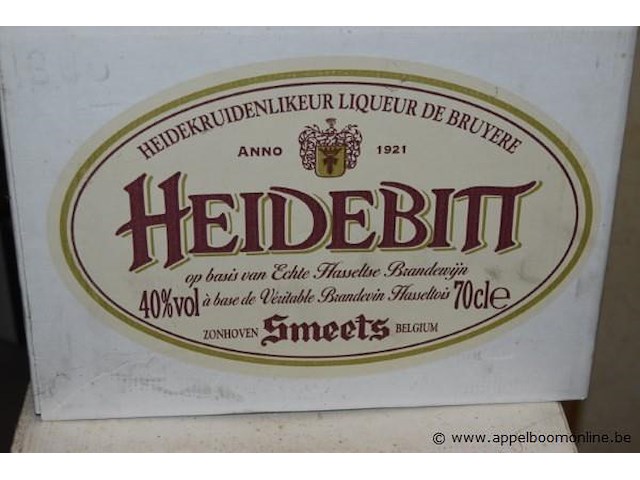 HEIDEKRUIDENLIKEUR LIQUEUR DE BRUYERE
ANNO 1921
HEIDEBITT
op basis van Echte Hasseltse Brandewijn
40%vol à base de Véritable Brandevin Hasseltois 70cle
ZONHOVEN Smeets BELGIUM
© www.appelboomonline.be